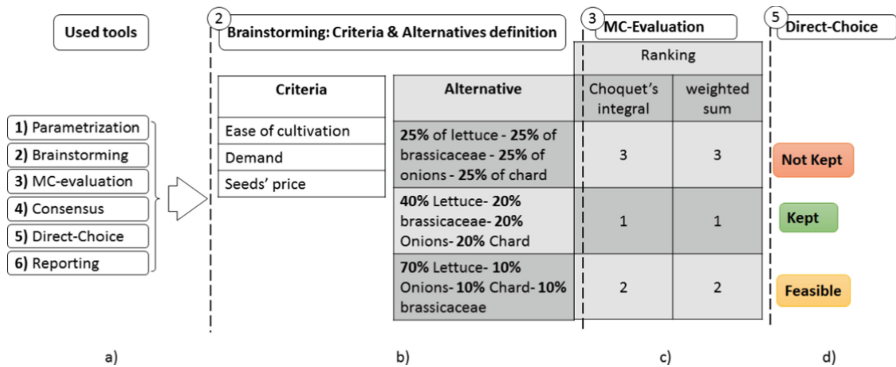 Used tools
1) Parametrization
2) Brainstorming
3) MC-evaluation
4) Consensus
5) Direct-Choice
6) Reporting
a)
2
Brainstorming: Criteria & Alternatives definition
Criteria
Ease of cultivation
Demand
Seeds' price
Alternative
25% of lettuce - 25% of
brassicaceae - 25% of
onions - 25% of chard
40% Lettuce- 20%
brassicaceae- 20%
Onions- 20% Chard
70% Lettuce- 10%
Onions- 10% Chard- 10%
brassicaceae
b)
3
MC-Evaluation
Ranking
Choquet's
integral
weighted
sum
3
3
1
1
2
2
c)
5
Direct-Choice
Not Kept
Kept
Feasible
d)